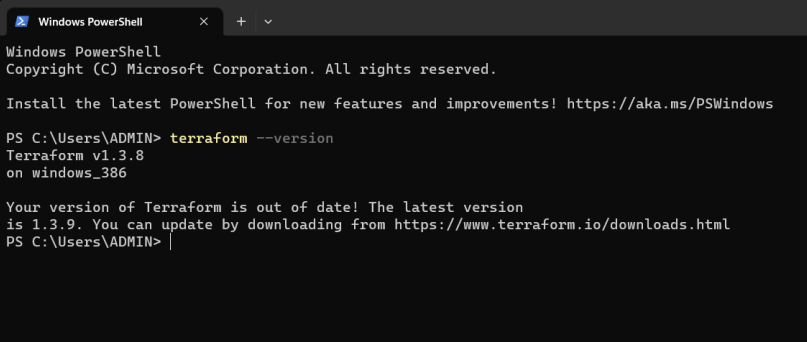 Windows PowerShell
Windows PowerShell
Copyright (C) Microsoft Corporation. All rights reserved.
Install the latest PowerShell for new features and improvements! https://aka.ms/PSWindows
PS C:\Users\ADMIN> terraform --version
Terraform v1.3.8
on windows_386
Your version of Terraform is out of date! The latest version
is 1.3.9. You can update by downloading from https://www.terraform.io/downloads.html
PS C:\Users\ADMIN>